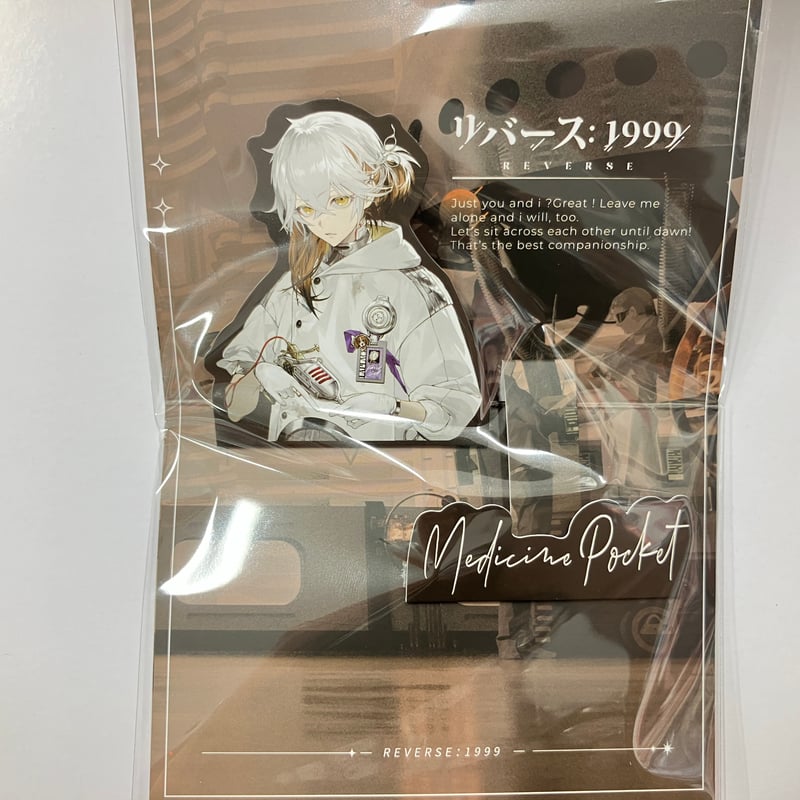 リバース:1999
REVERSE
Just you and i ?Great ! Leave me
alone and i will, too.
Let's sit across each other until dawn!
That's the best companionship.
Medicine Pocket
REVERSE:1999